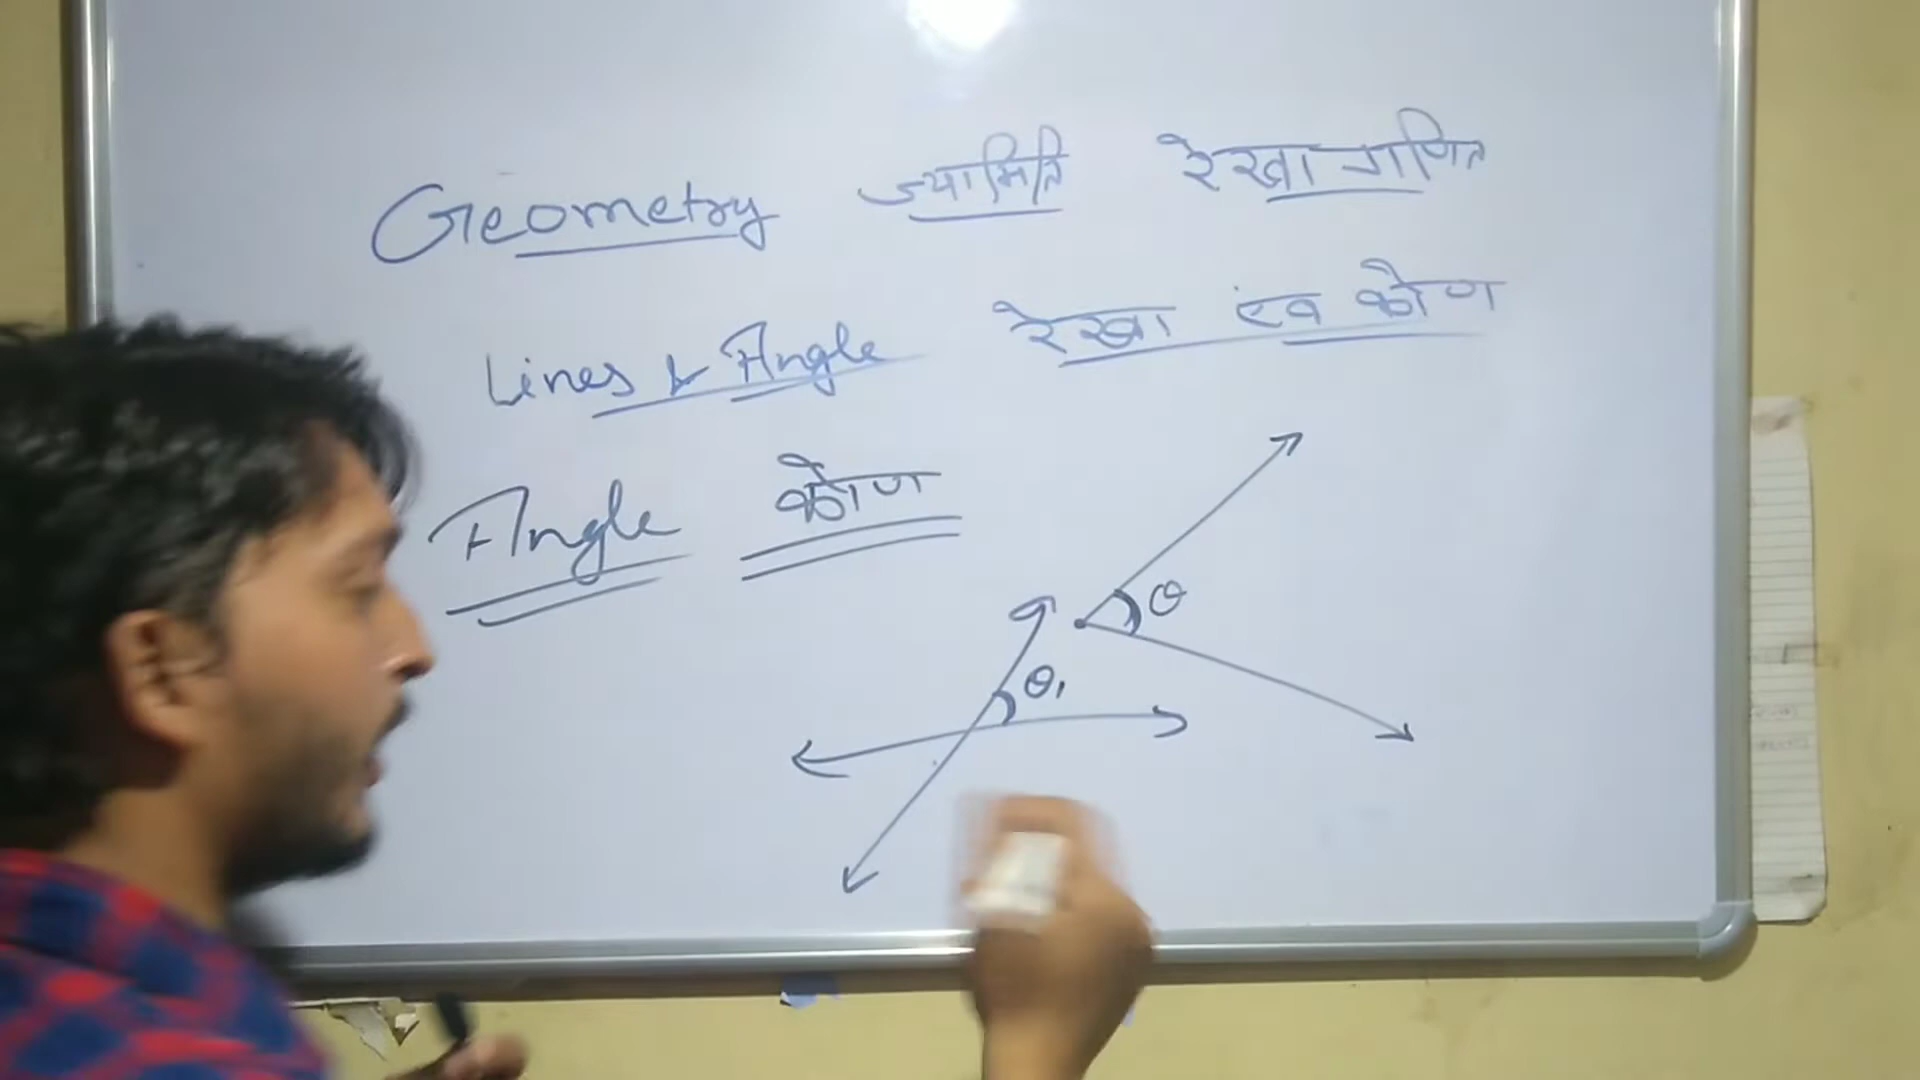 Geometry ज्यामिति रेखा गणित
Lines & Angle रेखा एव कोण
Angle कोण
θ
θ₁